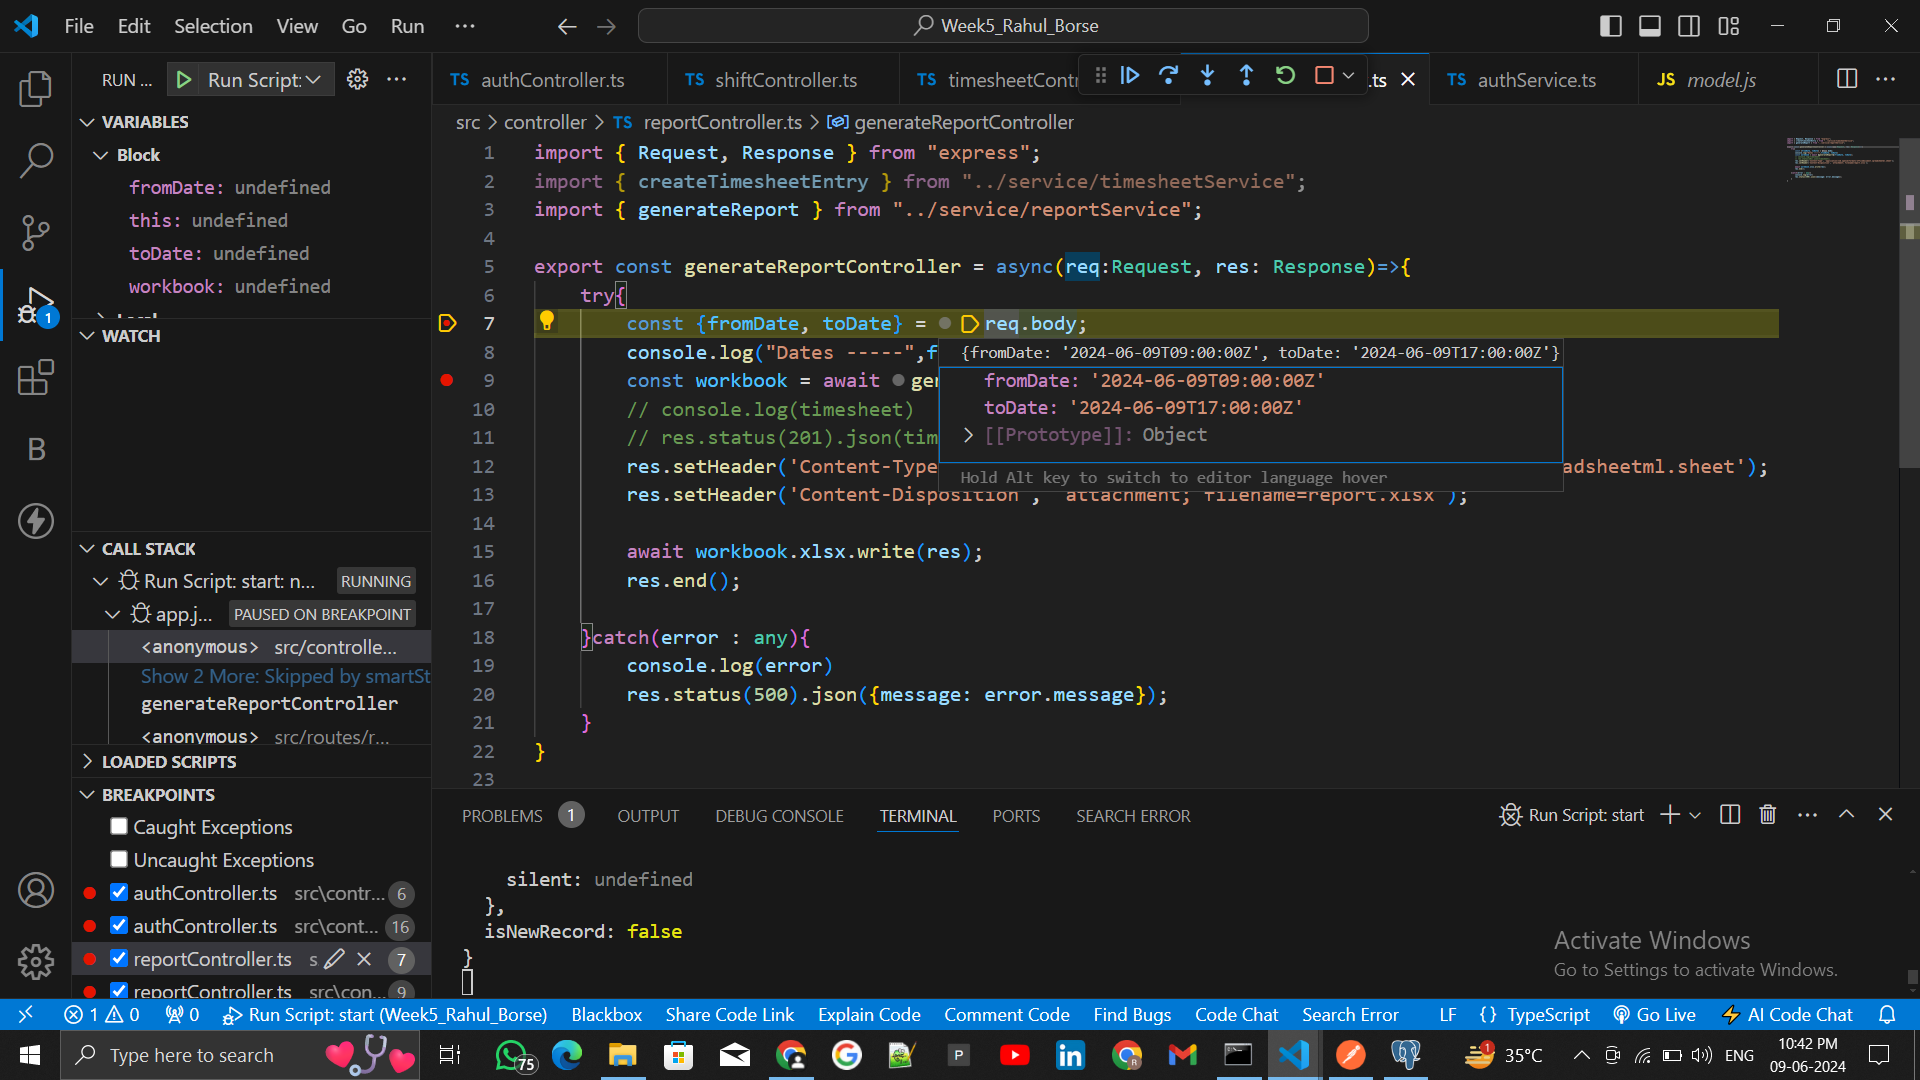 File Edit Selection View Go Run ···
Week5_Rahul_Borse
RUN ... Run Script:
TS authController.ts
TS shiftController.ts
TS timesheetContr
.ts
TS authService.ts
JS model.js
src > controller > TS reportController.ts > generateReportController
VARIABLES
Block
fromDate: undefined
this: undefined
toDate: undefined
workbook: undefined
WATCH
CALL STACK
Run Script: start: n... RUNNING
app.j... PAUSED ON BREAKPOINT
<anonymous> src/controlle...
Show 2 More: Skipped by smartSt
generateReportController
<anonymous> src/routes/r...
LOADED SCRIPTS
BREAKPOINTS
Caught Exceptions
Uncaught Exceptions
authController.ts src\contr... 6
authController.ts src\cont... 16
reportController.ts s 7
reportController.ts src\con... 9
1 import { Request, Response } from "express";
2 import { createTimesheetEntry } from "../service/timesheetService";
3 import { generateReport } from "../service/reportService";
4
5 export const generateReportController = async(req:Request, res: Response)=>{
6 try{
7 const {fromDate, toDate} = req.body;
8 console.log("Dates -----",f
9 const workbook = await gen
10 // console.log(timesheet)
11 // res.status(201).json(tim
12 res.setHeader('Content-Type adsheetml.sheet');
13 res.setHeader('Content-Disposition', 'attachment; filename=report.xlsx');
14
15 await workbook.xlsx.write(res);
16 res.end();
17
18 }catch(error : any){
19 console.log(error)
20 res.status(500).json({message: error.message});
21 }
22 }
23
{fromDate: '2024-06-09T09:00:00Z', toDate: '2024-06-09T17:00:00Z'}
fromDate: '2024-06-09T09:00:00Z'
toDate: '2024-06-09T17:00:00Z'
[[Prototype]]: Object
Hold Alt key to switch to editor language hover
PROBLEMS 1 OUTPUT DEBUG CONSOLE TERMINAL PORTS SEARCH ERROR
Run Script: start
silent: undefined
},
isNewRecord: false
}
Activate Windows
Go to Settings to activate Windows.
1 0 0 Run Script: start (Week5_Rahul_Borse) Blackbox Share Code Link Explain Code Comment Code Find Bugs Code Chat Search Error LF {} TypeScript Go Live AI Code Chat
Type here to search
75
35°C
ENG
10:42 PM
09-06-2024